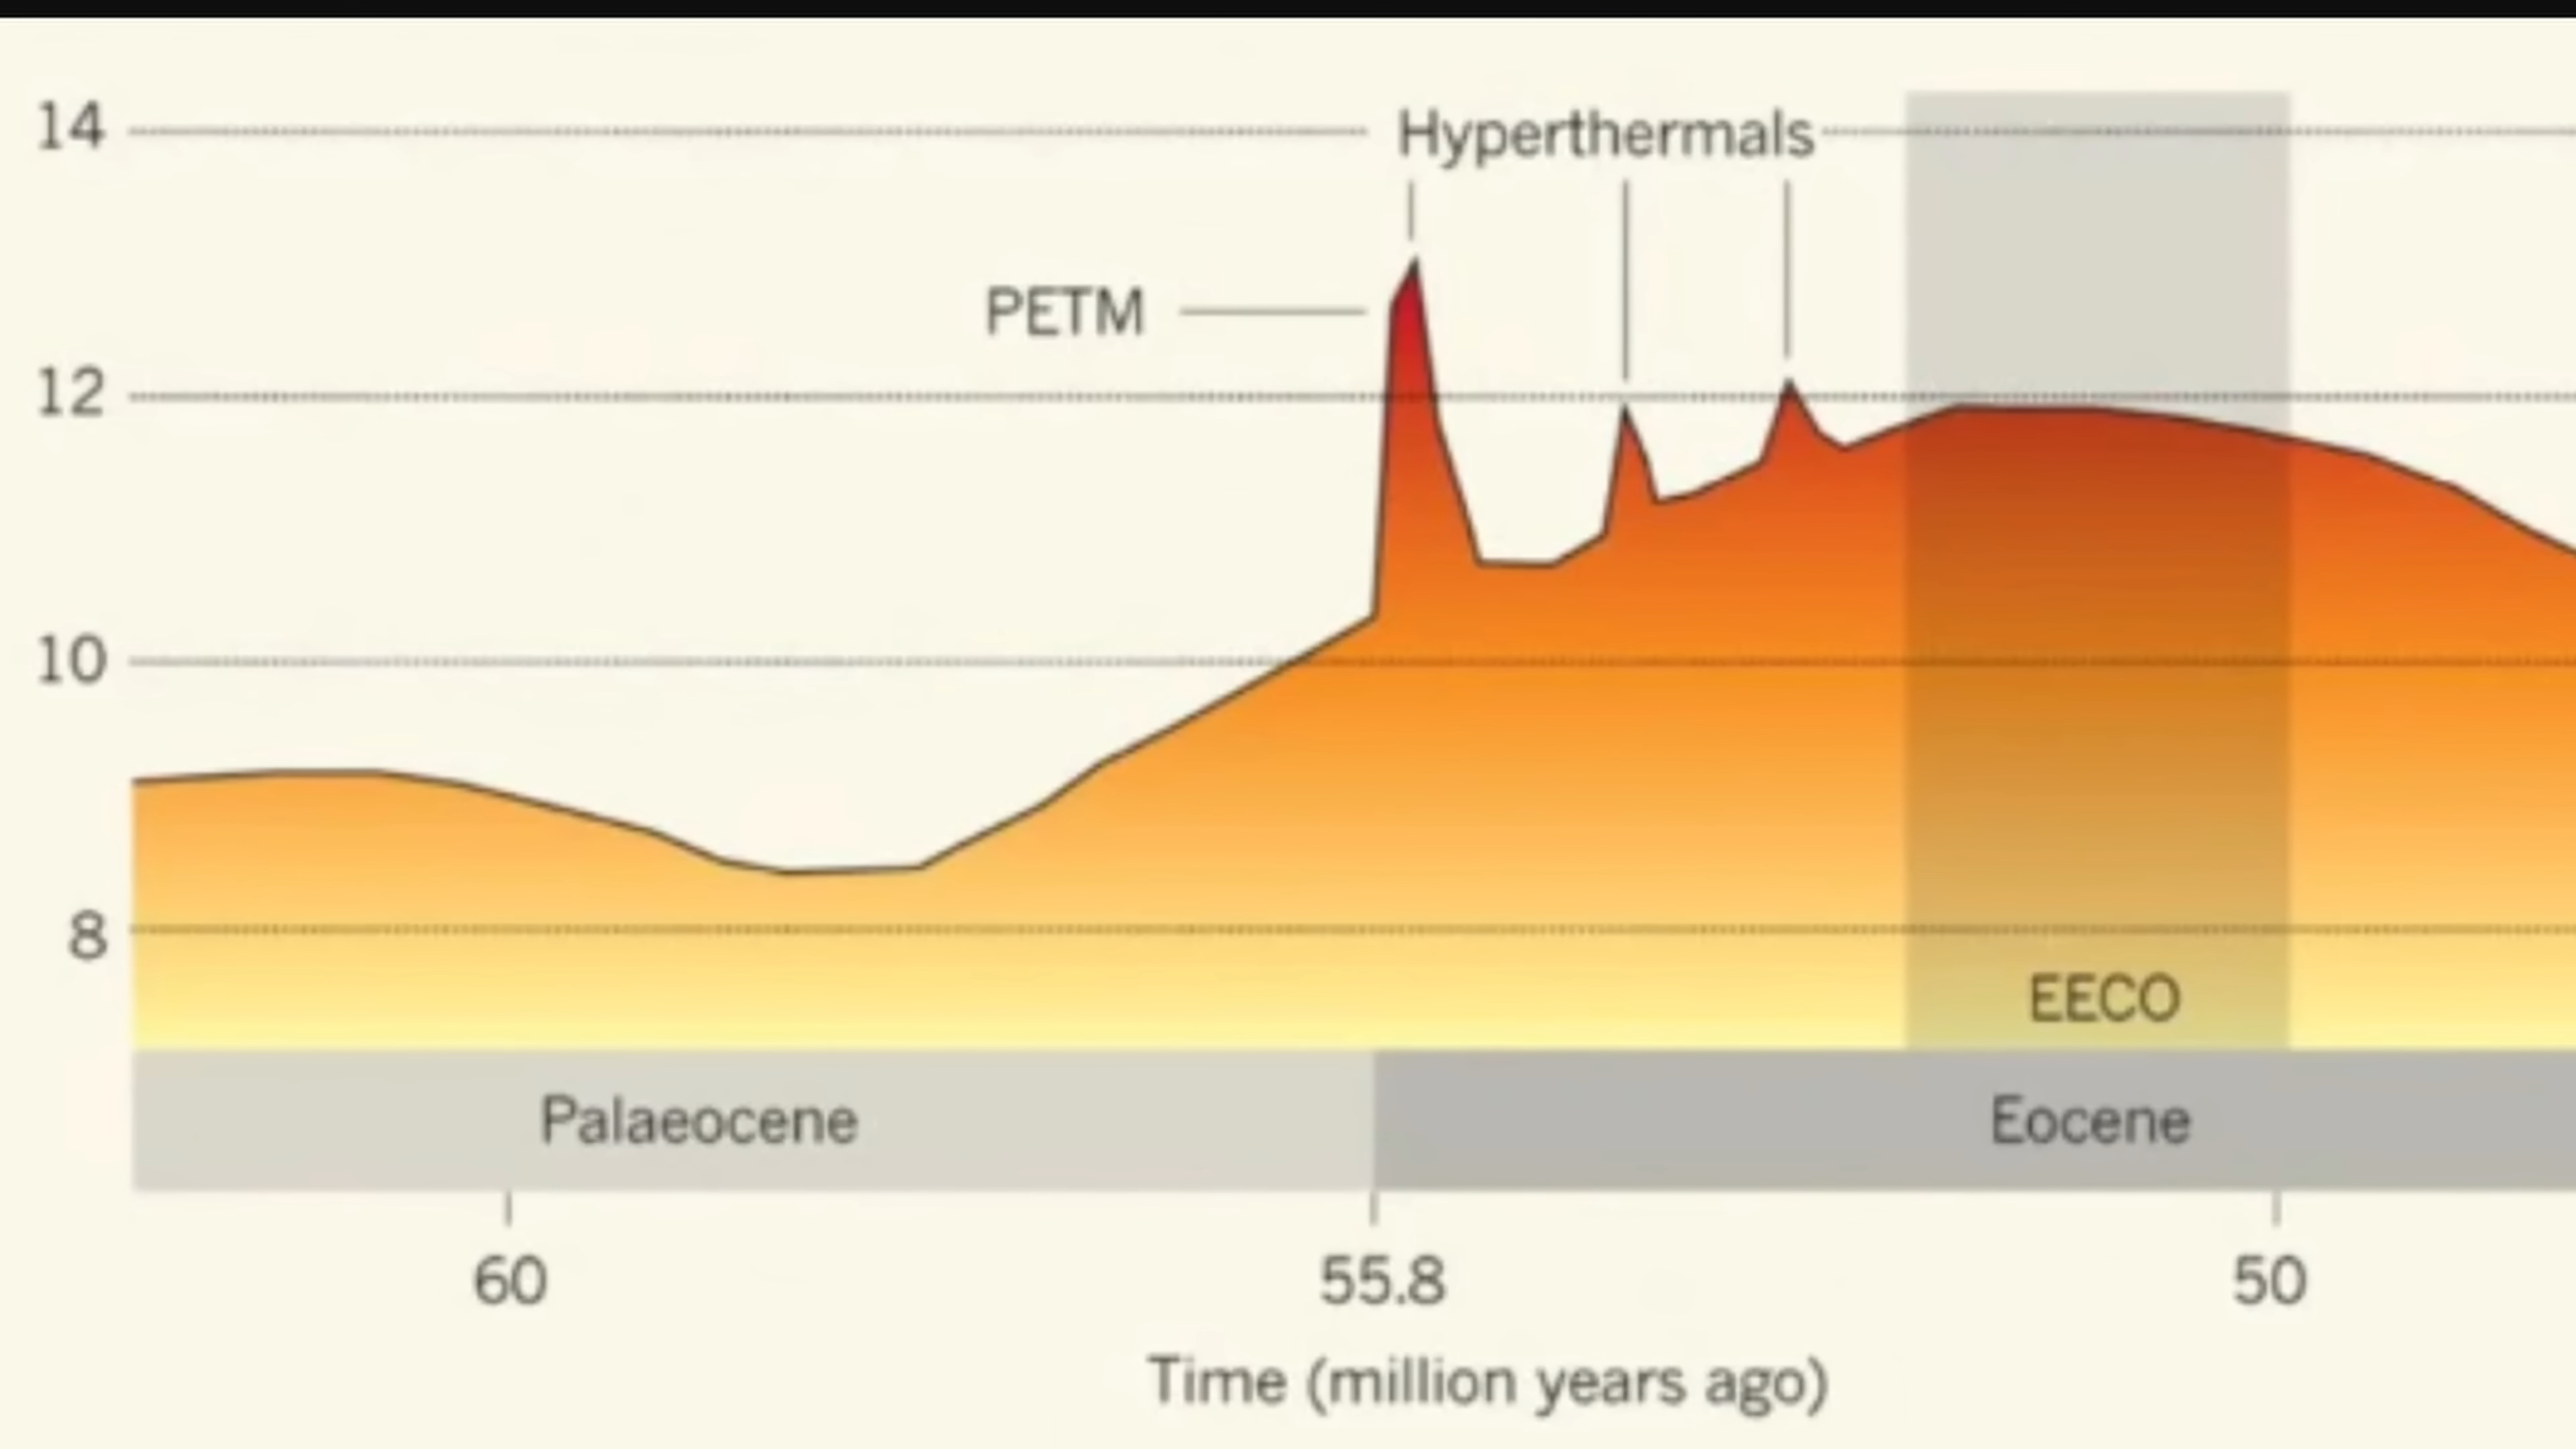 14
Hyperthermals
PETM
12
10
8
EECO
Palaeocene
Eocene
60
55.8
50
Time (million years ago)